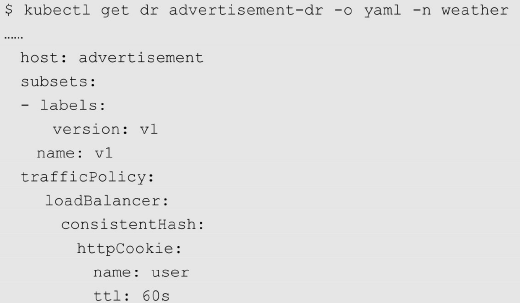 $ kubectl get dr advertisement-dr -o yaml -n weather
……
  host: advertisement
  subsets:
  - labels:
      version: v1
    name: v1
  trafficPolicy:
    loadBalancer:
      consistentHash:
        httpCookie:
          name: user
          ttl: 60s